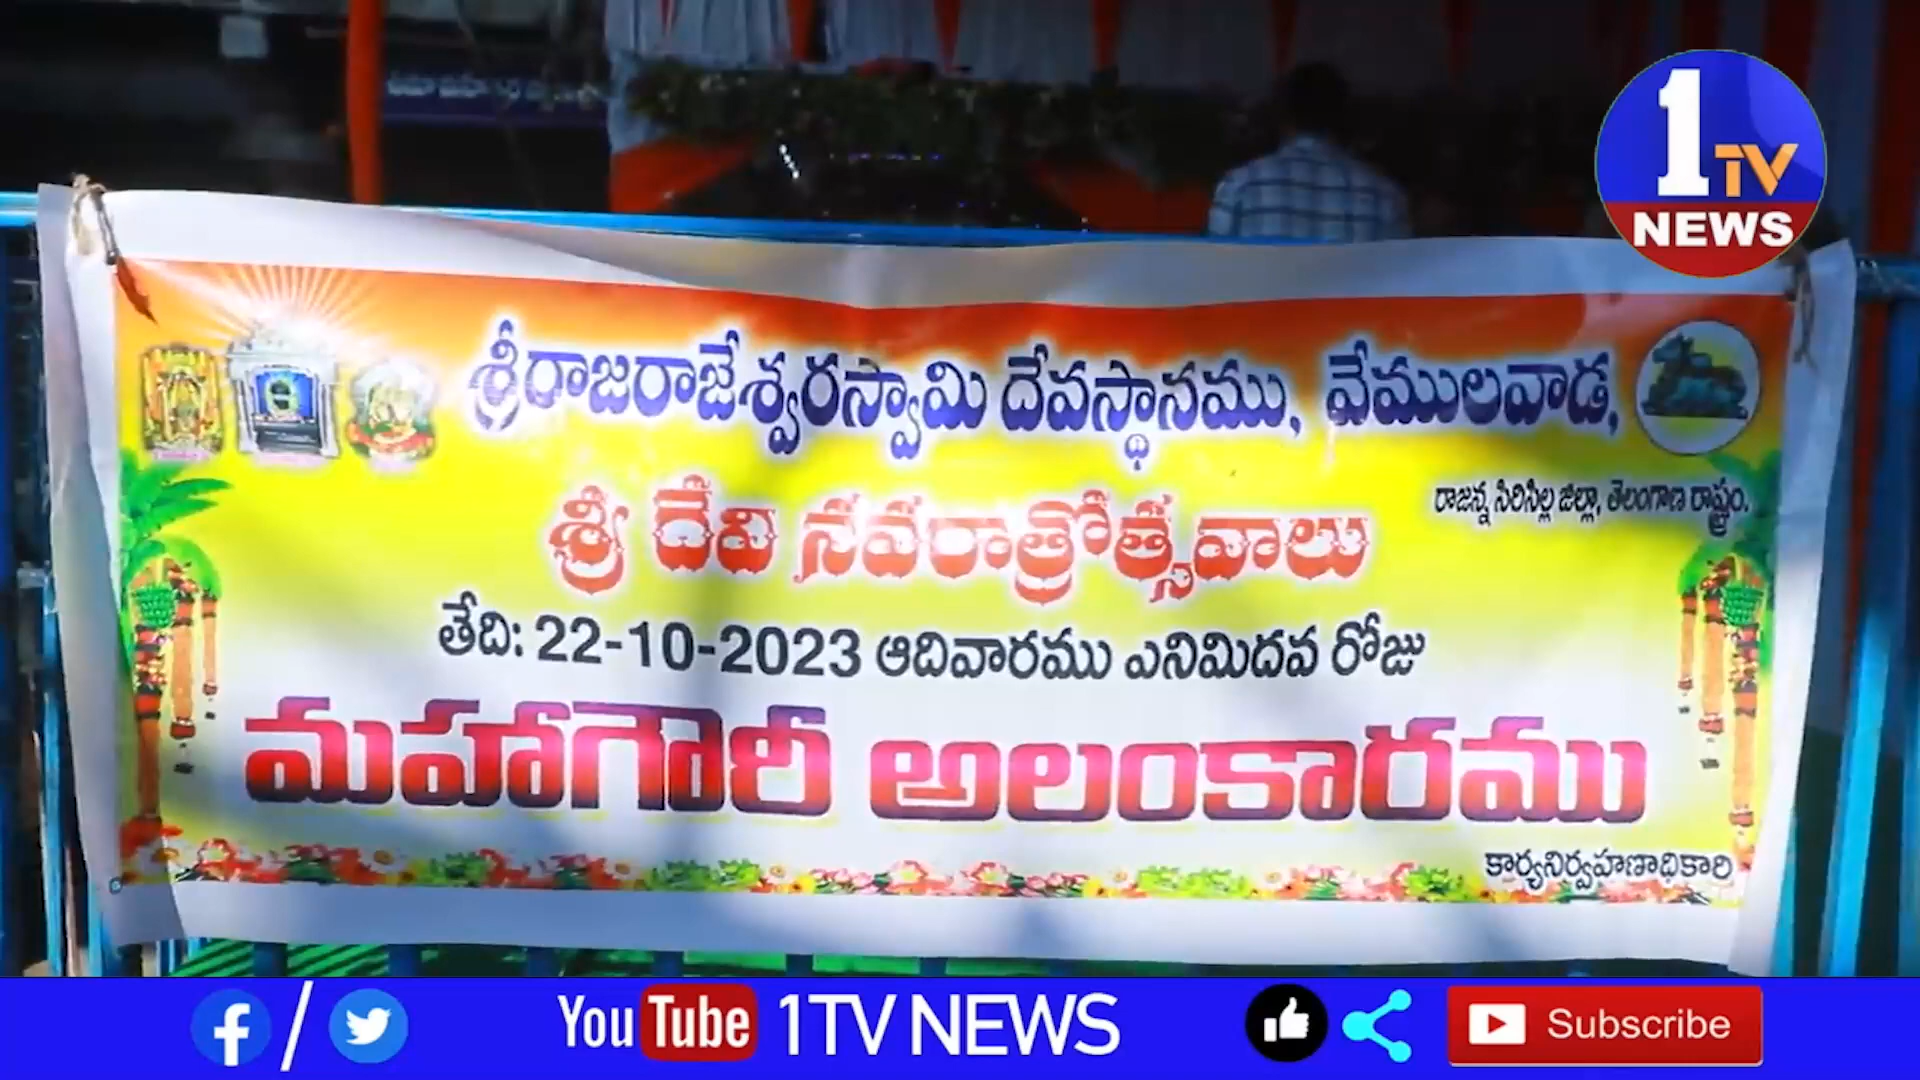 1
TV
NEWS
శ్రీరాజరాజేశ్వరస్వామి దేవస్థానము, వేములవాడ,
రాజన్న సిరిసిల్ల జిల్లా, తెలంగాణ రాష్ట్రం.
శ్రీ దేవి నవరాత్రోత్సవాలు
తేది: 22-10-2023 ఆదివారము ఎనిమిదవ రోజు
మహాగౌరీ అలంకారము
కార్యనిర్వహణాధికారి
YouTube 1TV NEWS Subscribe